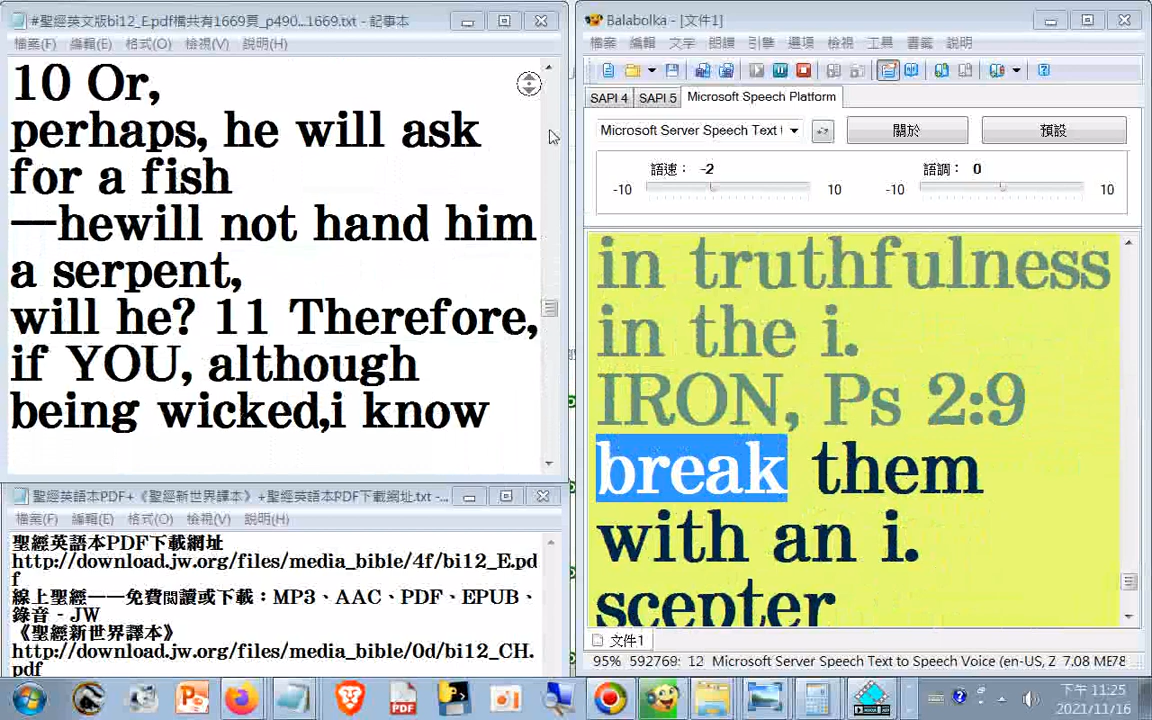 #聖經英文版bi12_E.pdf檔共有1669頁_p490...1669.txt - 記事本
檔案(F) 編輯(E) 格式(O) 檢視(V) 說明(H)
10 Or,
perhaps, he will ask
for a fish
—hewill not hand him
a serpent,
will he? 11 Therefore,
if YOU, although
being wicked,i know
聖經英語本PDF+《聖經新世界譯本》+聖經英語本PDF下載網址.txt -...
檔案(F) 編輯(E) 格式(O) 檢視(V) 說明(H)
聖經英語本PDF下載網址
http://download.jw.org/files/media_bible/4f/bi12_E.pd
f
線上聖經——免費閱讀或下載：MP3、AAC、PDF、EPUB、
錄音 - JW
《聖經新世界譯本》
http://download.jw.org/files/media_bible/0d/bi12_CH.
pdf
Balabolka - [文件1]
檔案 編輯 文字 朗讀 引擎 選項 檢視 工具 書籤 說明
SAPI 4 SAPI 5 Microsoft Speech Platform
Microsoft Server Speech Text 關於 預設
語速： -2 語調： 0
-10 10 -10 10
in truthfulness
in the i.
IRON, Ps 2:9
break them
with an i.
scepter
文件1
95% 592769: 12 Microsoft Server Speech Text to Speech Voice (en-US, Z 7.08 ME78
下午 11:25
2021/11/16